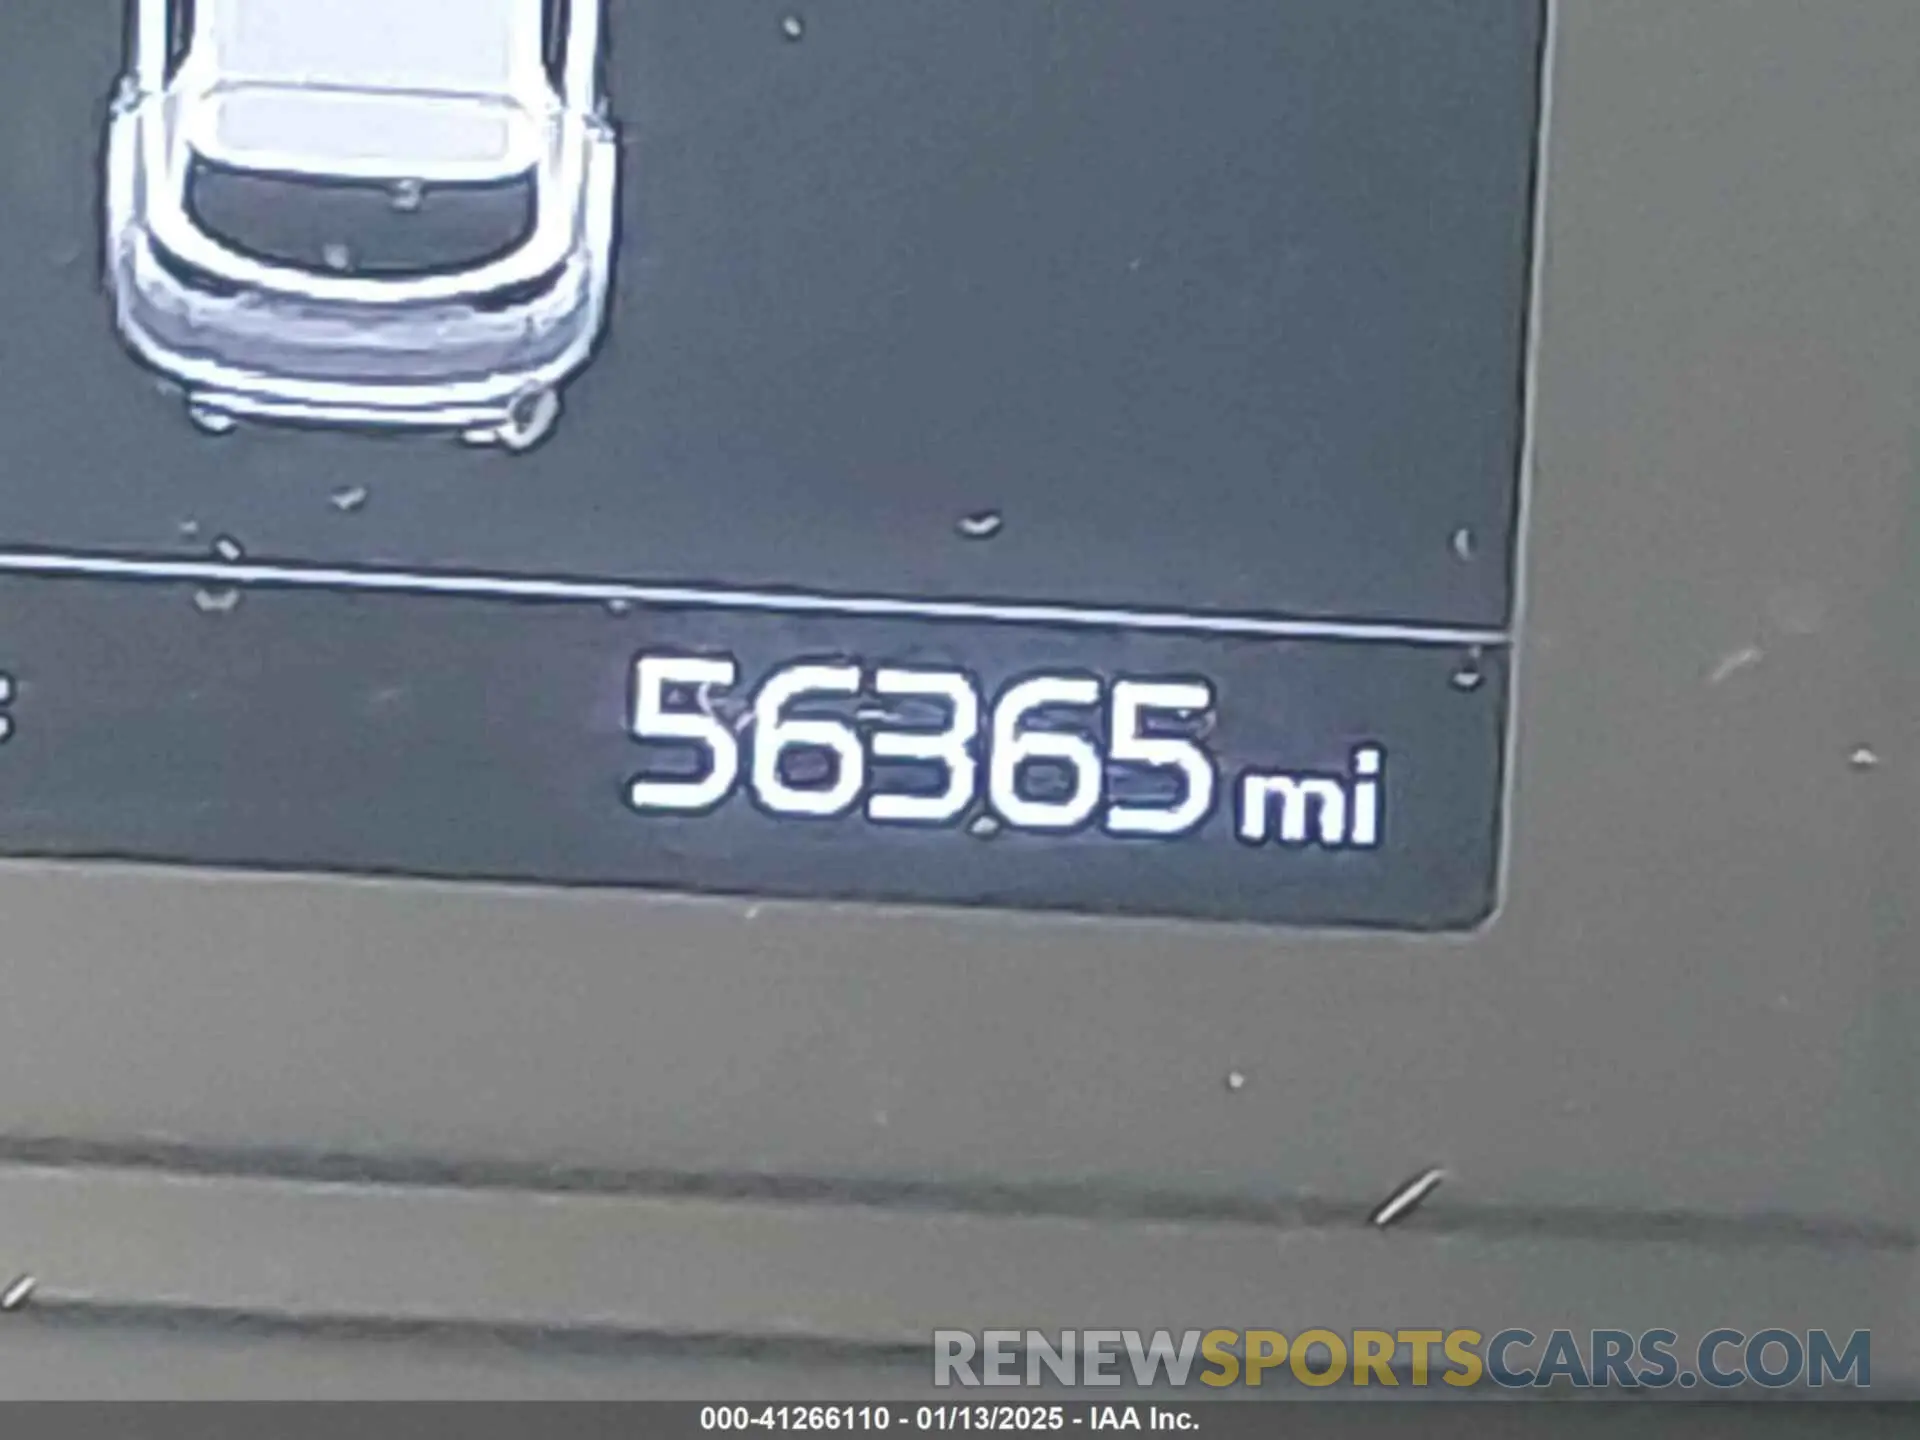 56365 mi
RENEWSPORTSCARS.COM
000-41266110 - 01/13/2025 - IAA Inc.